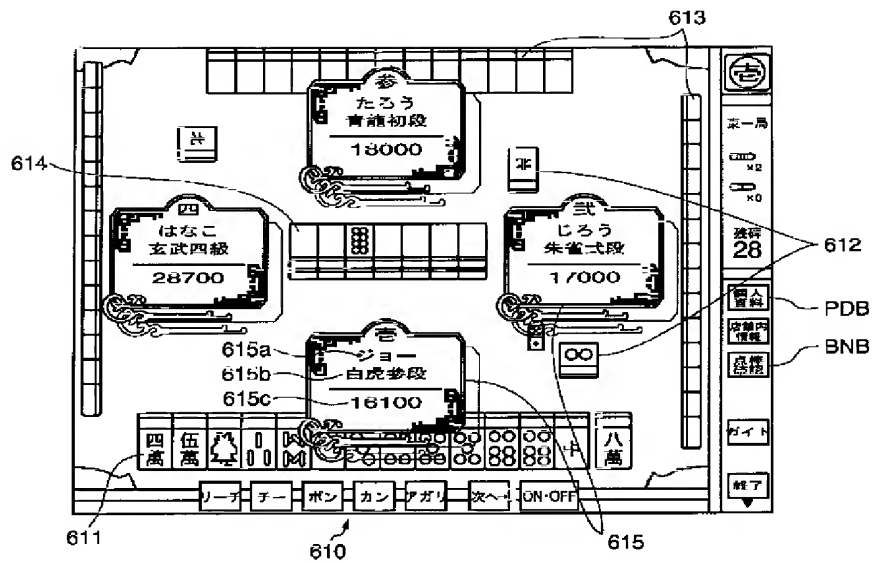 613
参
たろう
青龍初段
18000
壱
東一局
×2
×0
残牌
28
614
四
はなこ
玄武四級
28700
弐
じろう
朱雀弐段
17000
612
個人
資料
PDB
店舗内
情報
BNB
点棒
壱
615a
ジョー
615b
白虎参段
615c
16100
ガイト
終了
四
萬
伍
萬
中
八
萬
611
リーチ
チー
ポン
カン
アガリ
次へ
ON・OFF
610
615